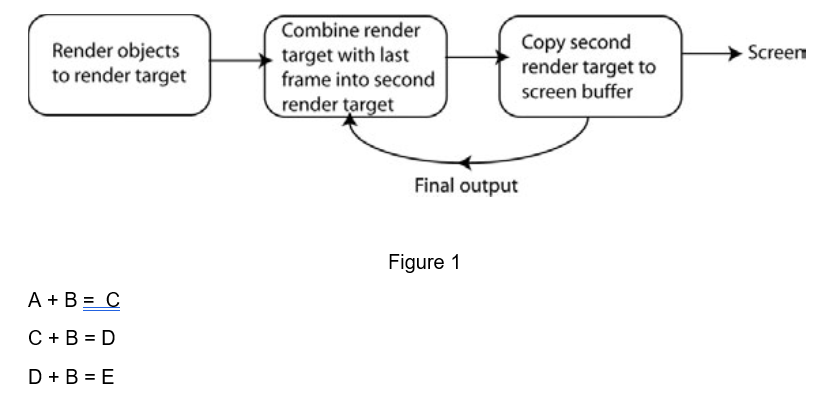 Render objects
to render target
Combine render
target with last
frame into second
render target
Copy second
render target to
screen buffer
Screen
Final output
Figure 1
A + B = C
C + B = D
D + B = E